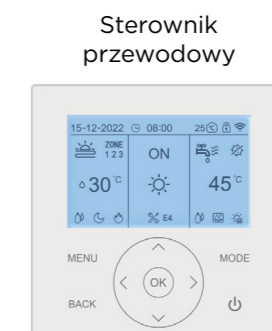 Sterownik
przewodowy
15-12-2022 08:00 25
ZONE
1 2 3
ON
30°C
45°C
E4
MENU
MODE
OK
BACK